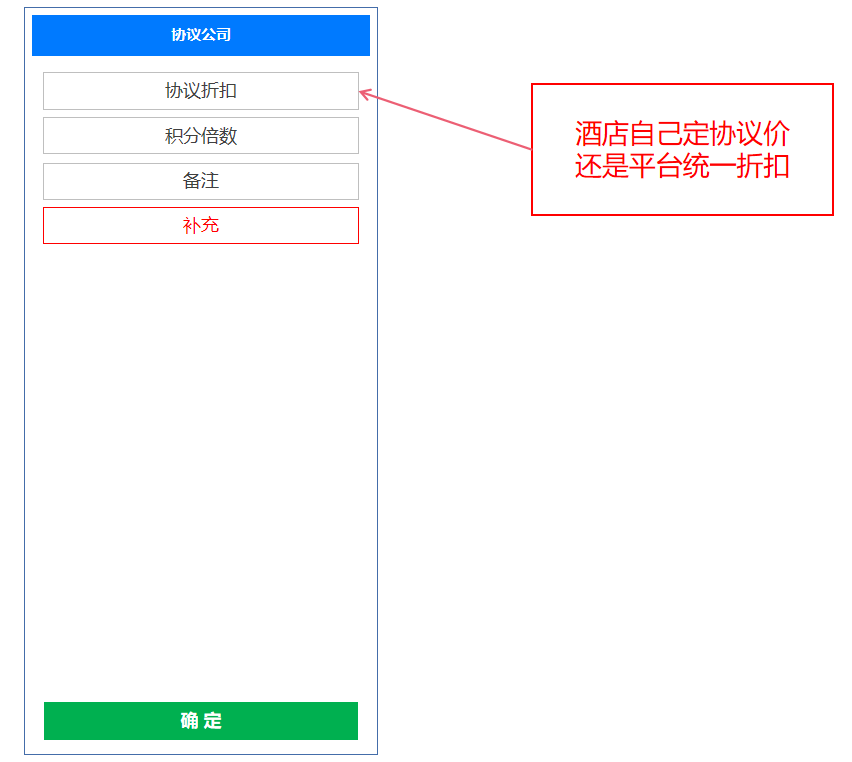 协议公司
协议折扣
积分倍数
备注
补充
确 定
酒店自己定协议价
还是平台统一折扣